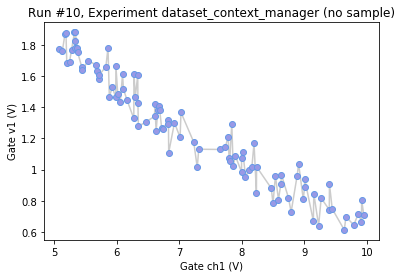 Run #10, Experiment dataset_context_manager (no sample)
1.8
1.6
1.4
1.2
1.0
0.8
0.6
Gate v1 (V)
5 6 7 8 9 10
Gate ch1 (V)